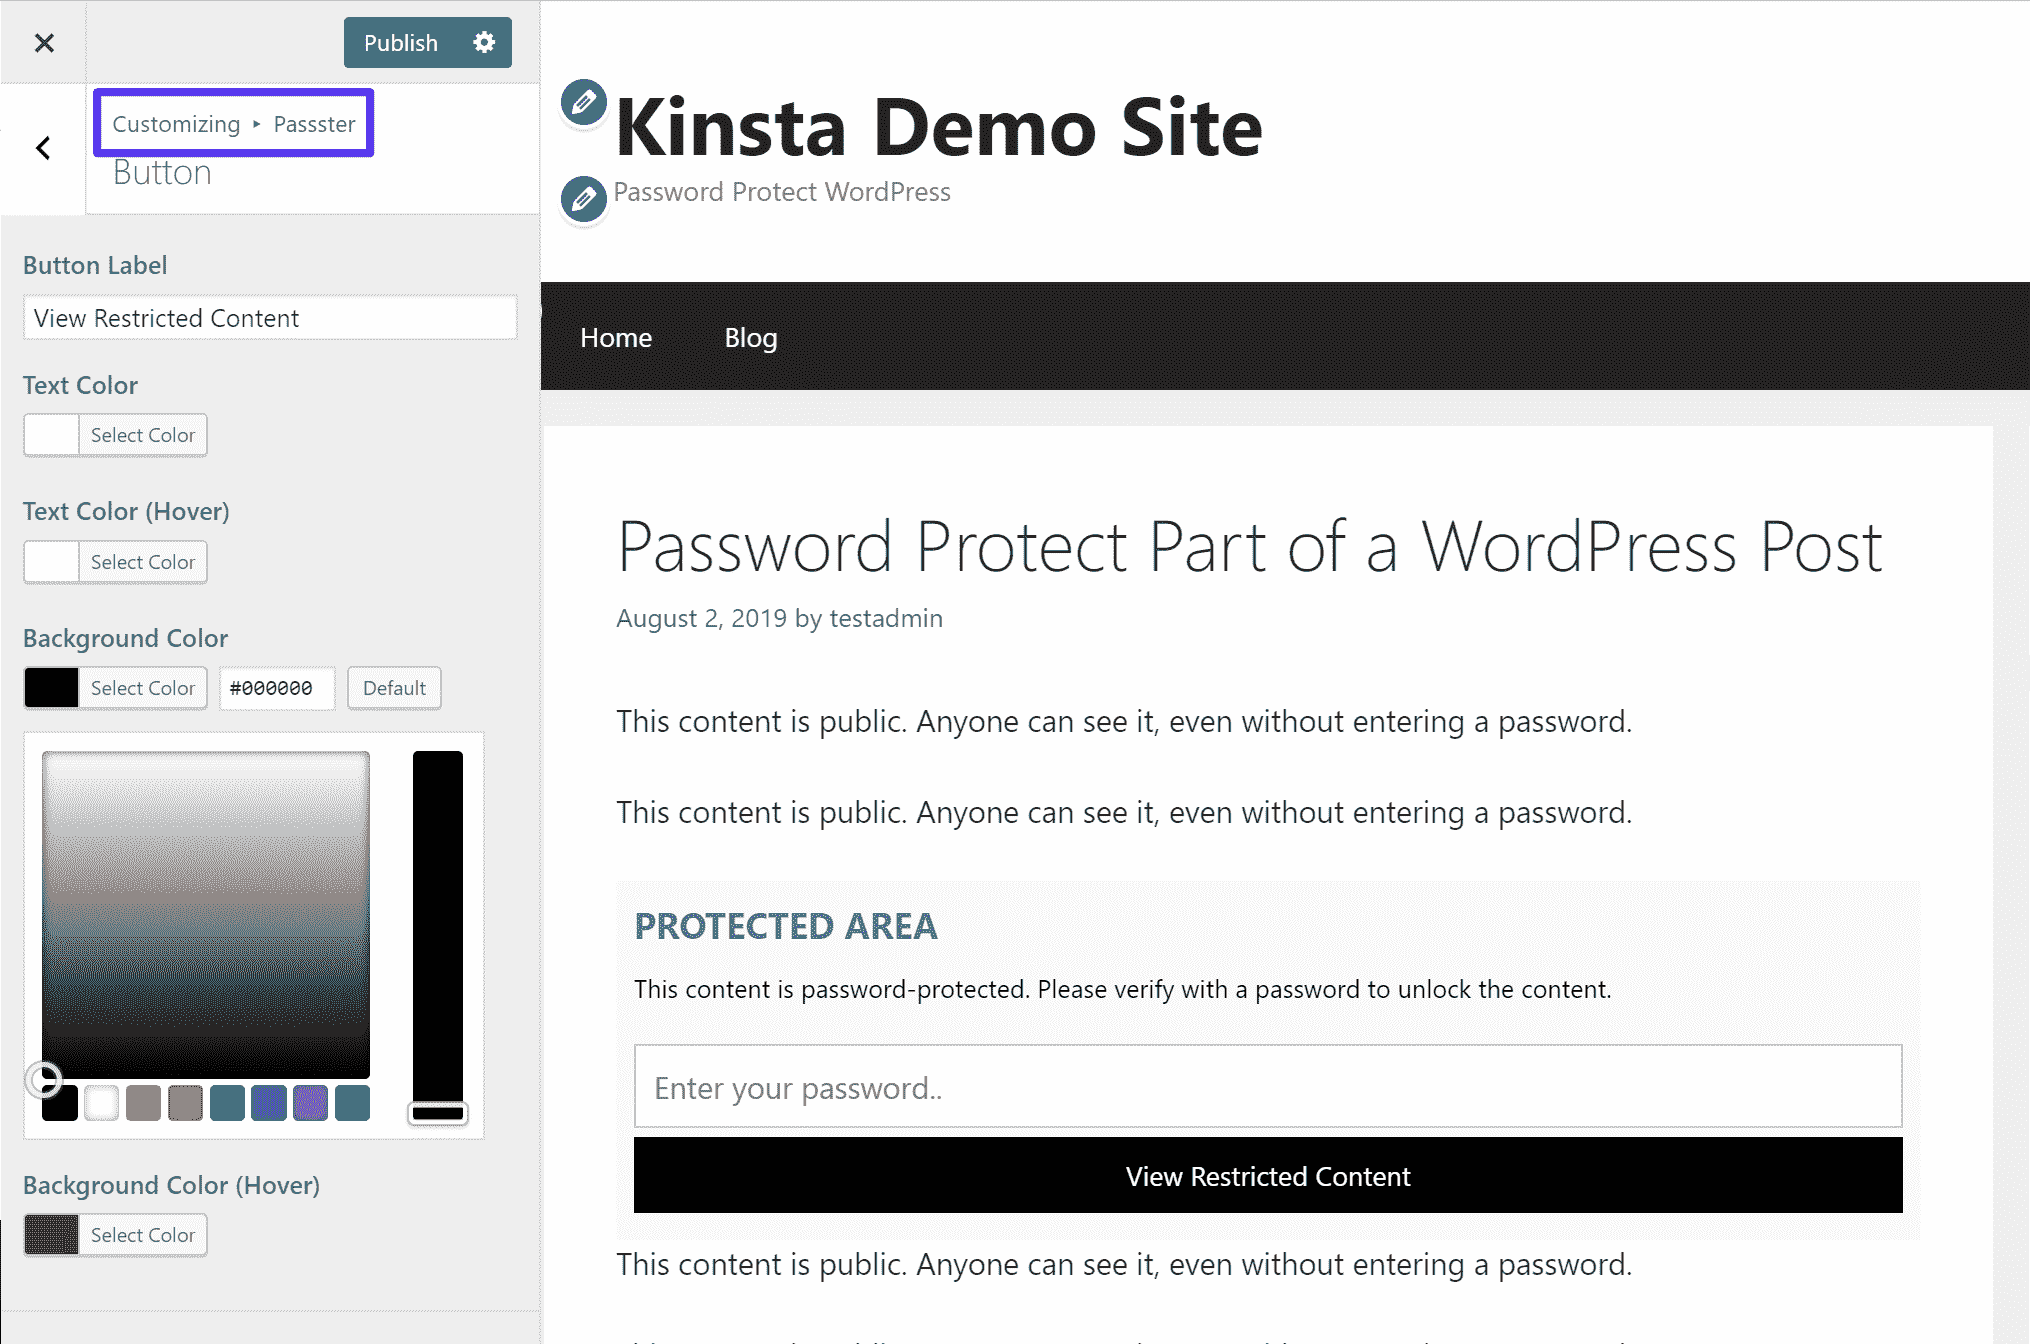 Publish
Customizing ▸ Passster
Button
Button Label
View Restricted Content
Text Color
Select Color
Text Color (Hover)
Select Color
Background Color
Select Color #000000 Default
Background Color (Hover)
Select Color
Kinsta Demo Site
Password Protect WordPress
Home Blog
Password Protect Part of a WordPress Post
August 2, 2019 by testadmin
This content is public. Anyone can see it, even without entering a password.
This content is public. Anyone can see it, even without entering a password.
PROTECTED AREA
This content is password-protected. Please verify with a password to unlock the content.
Enter your password..
View Restricted Content
This content is public. Anyone can see it, even without entering a password.